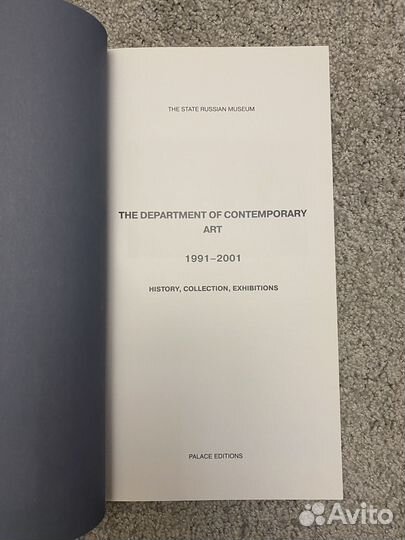 THE STATE RUSSIAN MUSEUM
THE DEPARTMENT OF CONTEMPORARY
ART
1991–2001
HISTORY, COLLECTION, EXHIBITIONS
PALACE EDITIONS
Avito